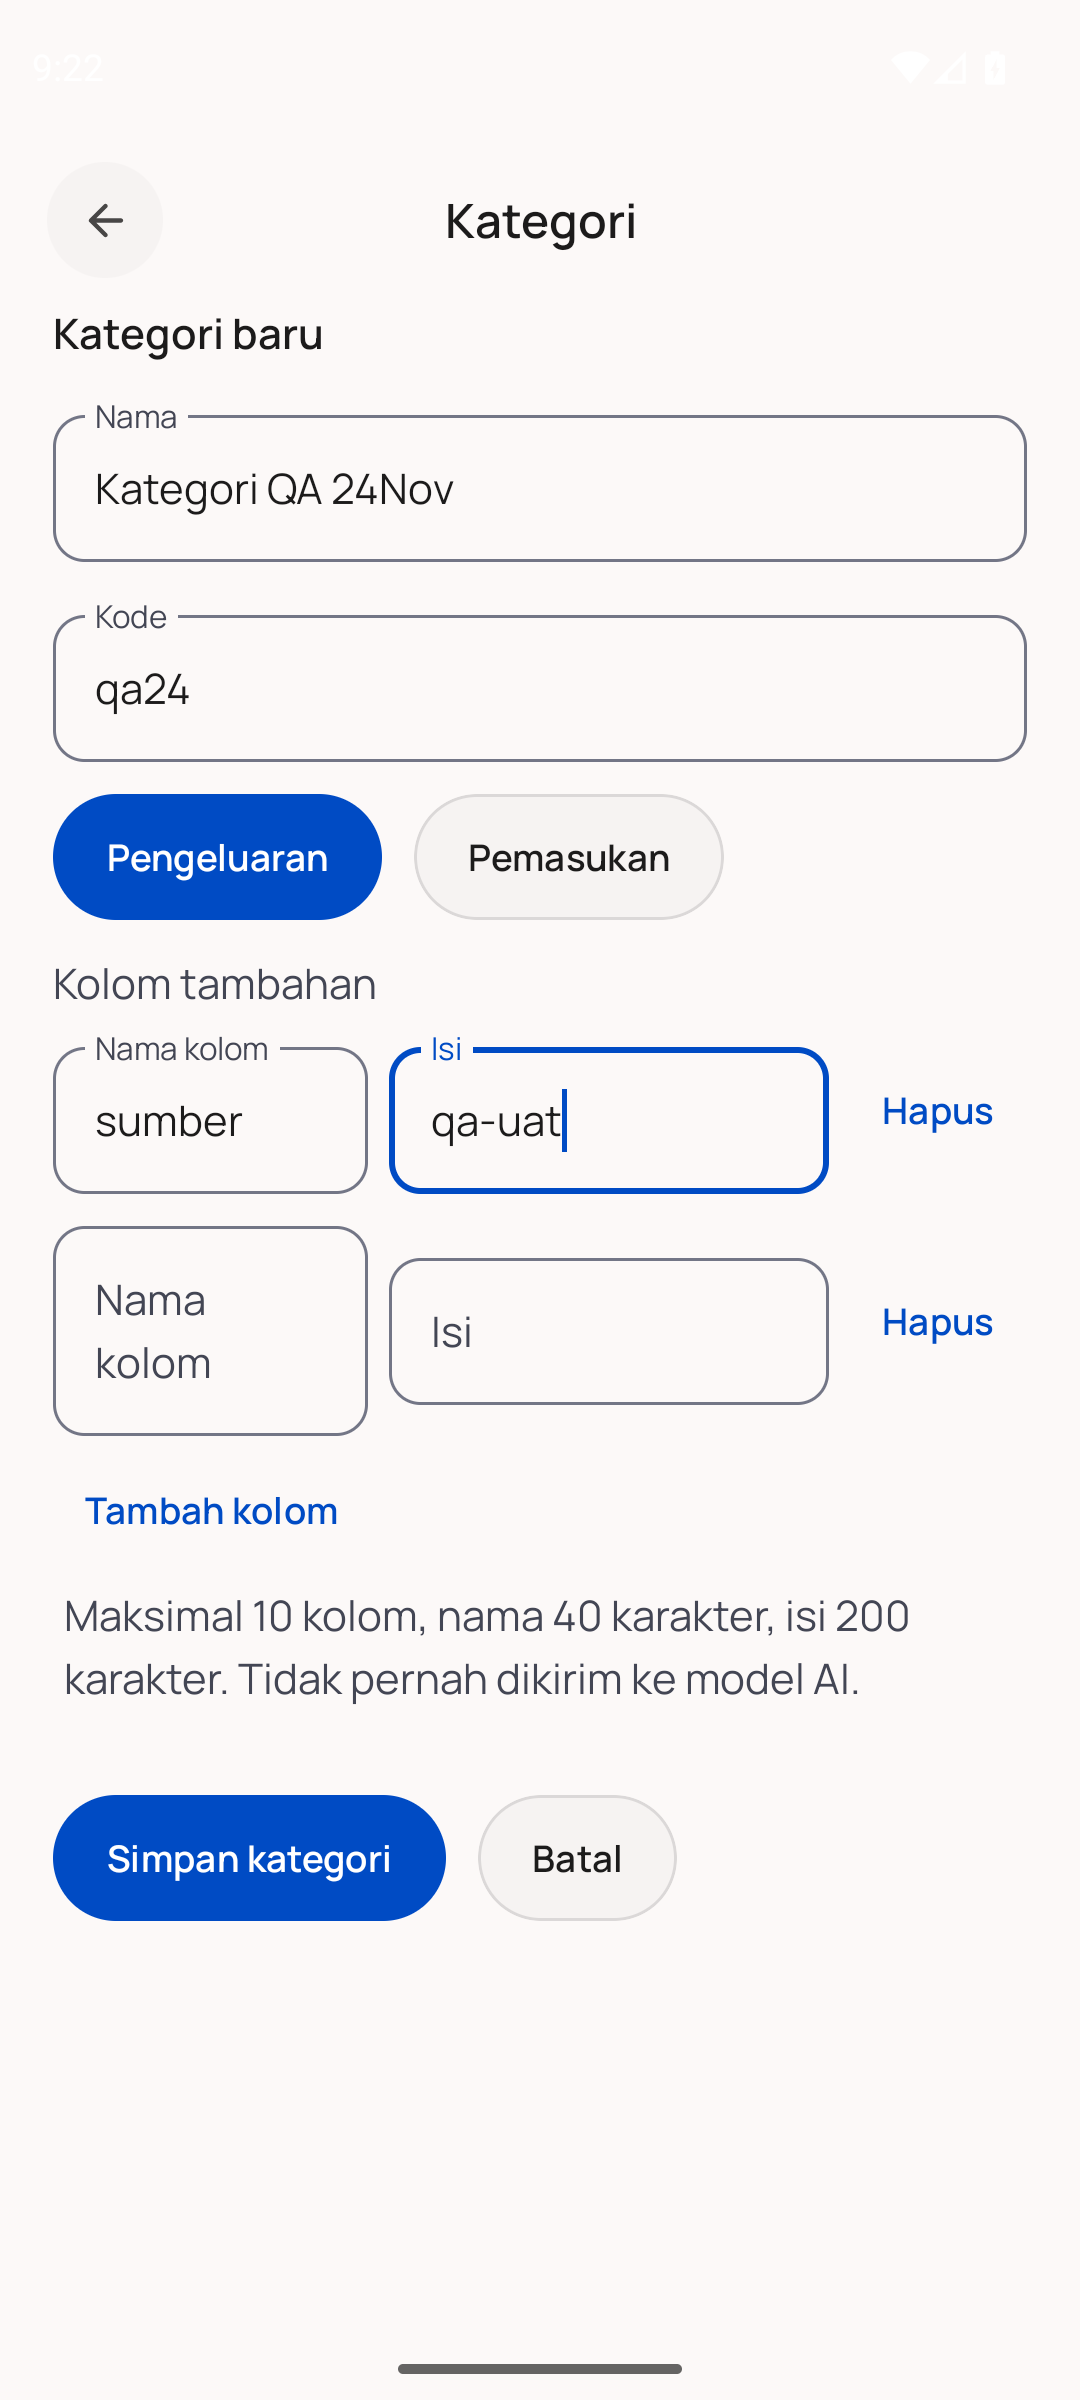 9:22
Kategori
Kategori baru
Nama
Kategori QA 24Nov
Kode
qa24
Pengeluaran Pemasukan
Kolom tambahan
Nama kolom Isi
sumber qa-uat Hapus
Nama kolom Isi Hapus
Tambah kolom
Maksimal 10 kolom, nama 40 karakter, isi 200
karakter. Tidak pernah dikirim ke model AI.
Simpan kategori Batal